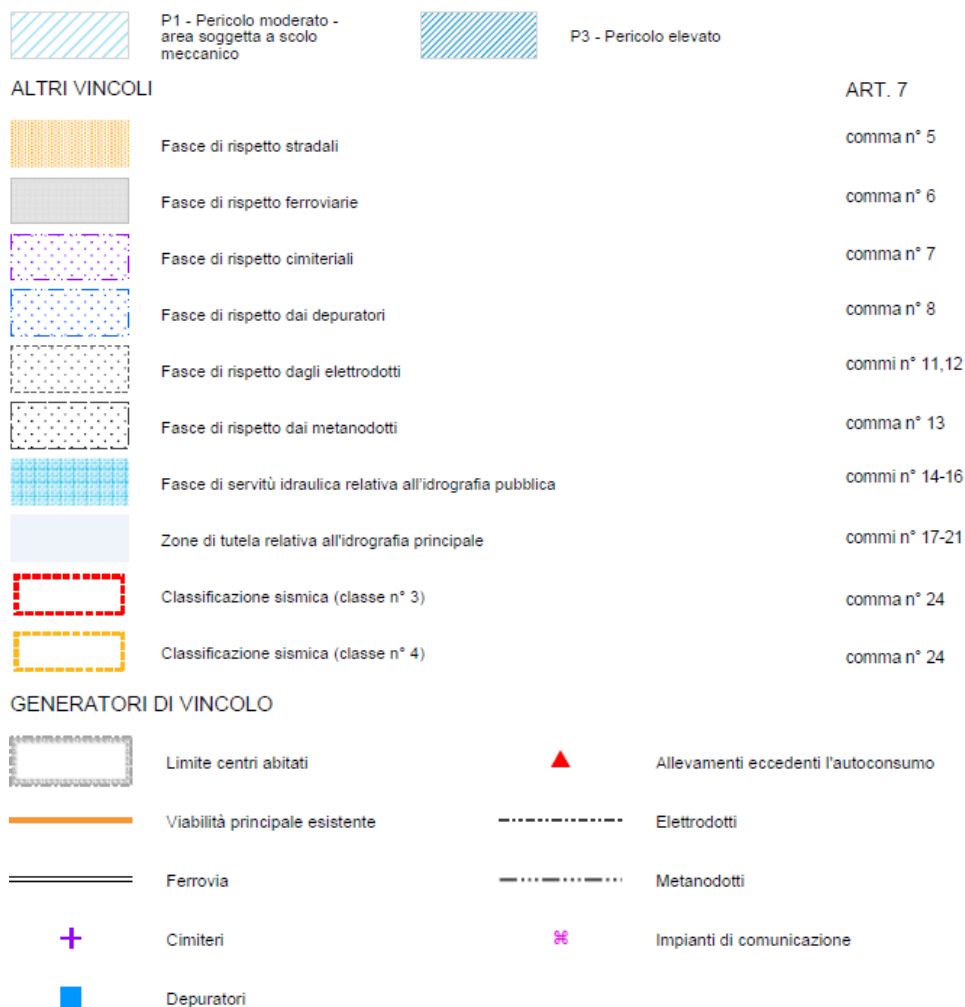 P1 - Pericolo moderato -
area soggetta a scolo
meccanico
P3 - Pericolo elevato
ALTRI VINCOLI
ART. 7
Fasce di rispetto stradali
comma n° 5
Fasce di rispetto ferroviarie
comma n° 6
Fasce di rispetto cimiteriali
comma n° 7
Fasce di rispetto dai depuratori
comma n° 8
Fasce di rispetto dagli elettrodotti
commi n° 11,12
Fasce di rispetto dai metanodotti
comma n° 13
Fasce di servitù idraulica relativa all'idrografia pubblica
commi n° 14-16
Zone di tutela relativa all'idrografia principale
commi n° 17-21
Classificazione sismica (classe n° 3)
comma n° 24
Classificazione sismica (classe n° 4)
comma n° 24
GENERATORI DI VINCOLO
Limite centri abitati
Allevamenti eccedenti l'autoconsumo
Viabilità principale esistente
Elettrodotti
Ferrovia
Metanodotti
Cimiteri
Impianti di comunicazione
Depuratori